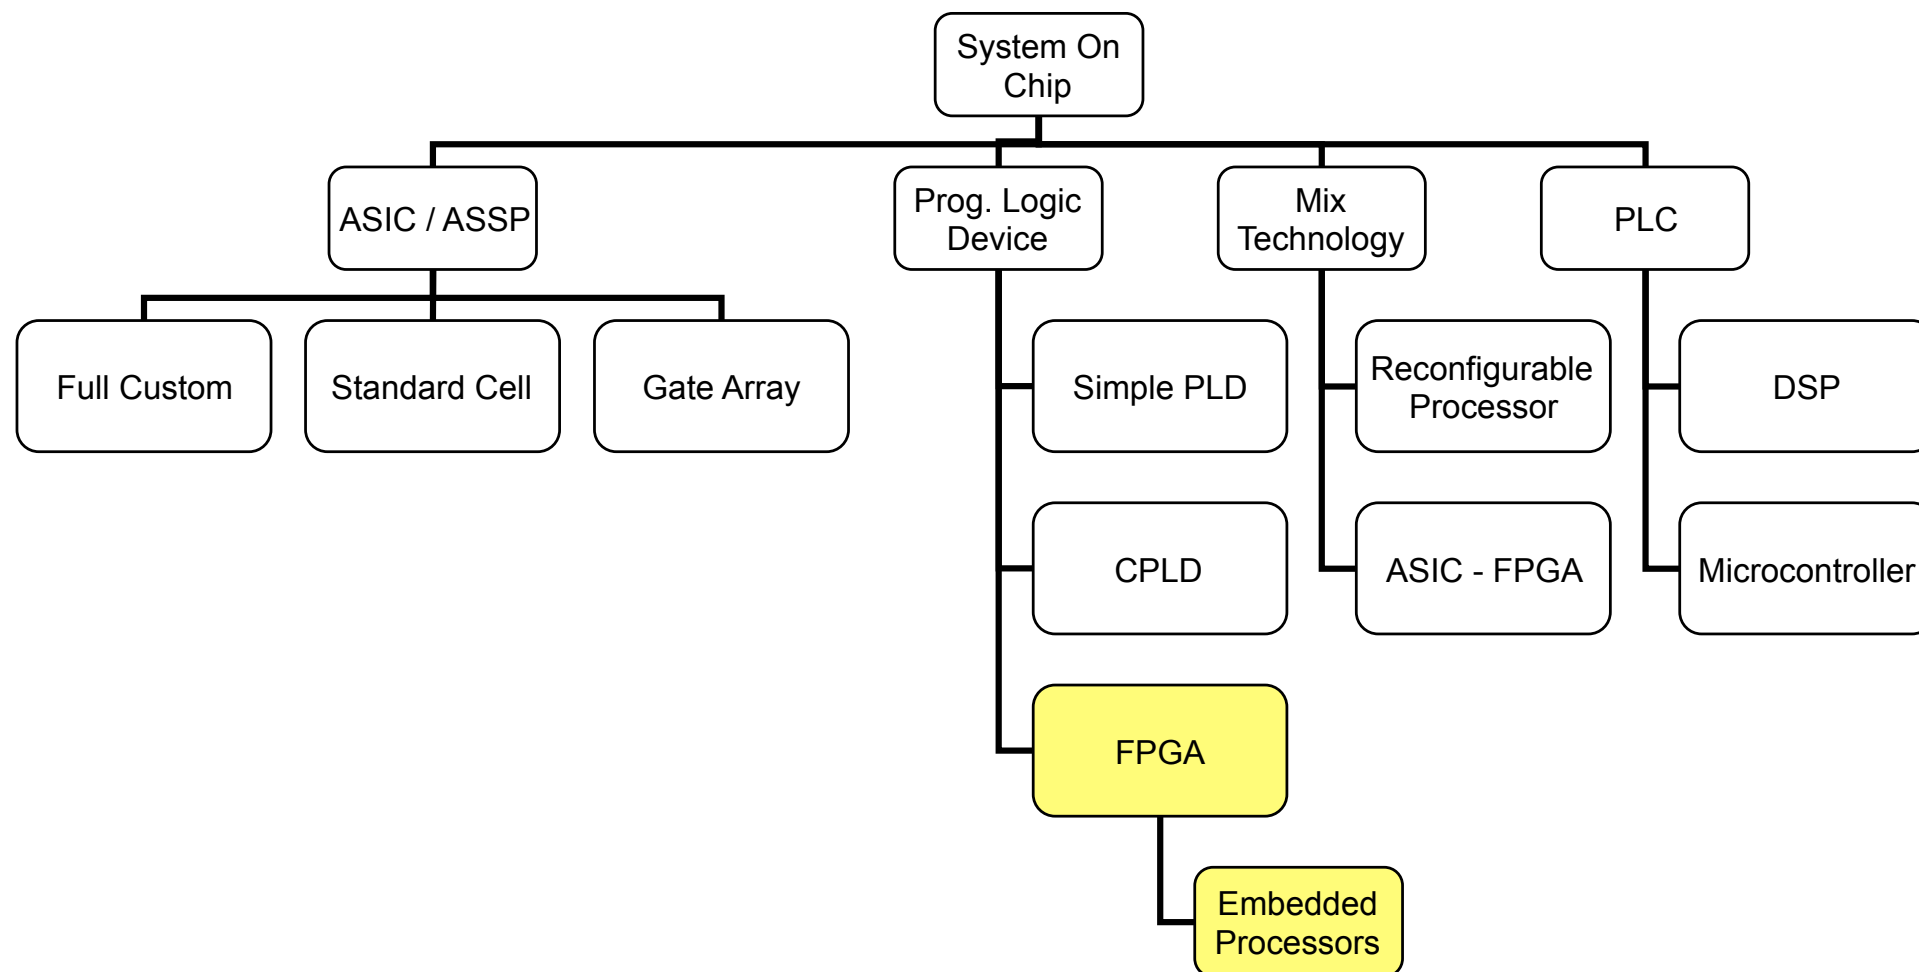 System On
Chip
ASIC / ASSP
Prog. Logic
Device
Mix
Technology
PLC
Full Custom
Standard Cell
Gate Array
Simple PLD
Reconfigurable
Processor
DSP
CPLD
ASIC - FPGA
Microcontroller
FPGA
Embedded
Processors